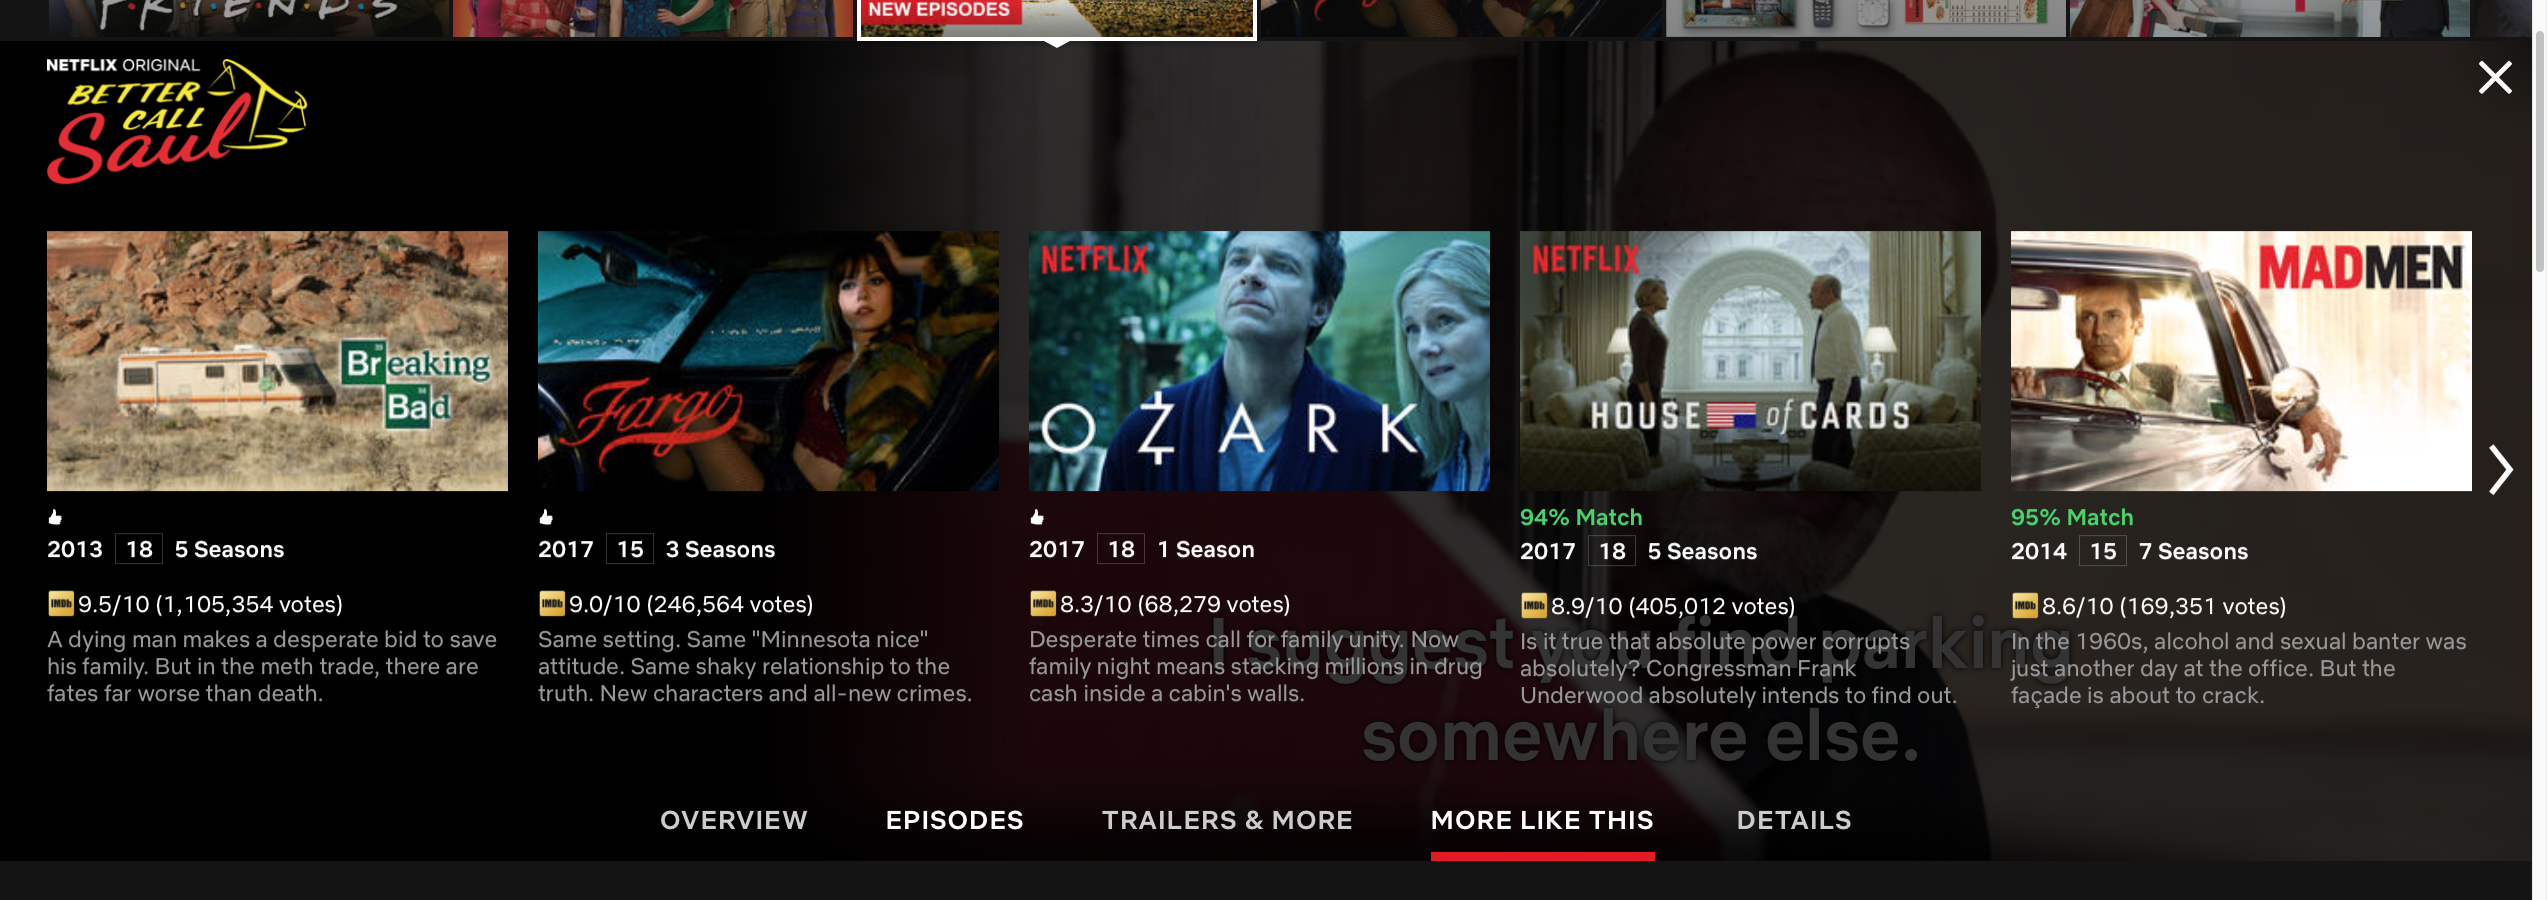 FRIENDS
NEW EPISODES
NETFLIX ORIGINAL
BETTER
CALL
Saul
Breaking
Bad
Fargo
NETFLIX
OZARK
NETFLIX
HOUSE of CARDS
MADMEN
94% Match
95% Match
2013 18 5 Seasons
2017 15 3 Seasons
2017 18 1 Season
2017 18 5 Seasons
2014 15 7 Seasons
IMDb 9.5/10 (1,105,354 votes)
A dying man makes a desperate bid to save
his family. But in the meth trade, there are
fates far worse than death.
IMDb 9.0/10 (246,564 votes)
Same setting. Same "Minnesota nice"
attitude. Same shaky relationship to the
truth. New characters and all-new crimes.
IMDb 8.3/10 (68,279 votes)
Desperate times call for family unity. Now
family night means stacking millions in drug
cash inside a cabin's walls.
IMDb 8.9/10 (405,012 votes)
Is it true that absolute power corrupts
absolutely? Congressman Frank
Underwood absolutely intends to find out.
IMDb 8.6/10 (169,351 votes)
In the 1960s, alcohol and sexual banter was
just another day at the office. But the
façade is about to crack.
I suggest you find parking
somewhere else.
OVERVIEW EPISODES TRAILERS & MORE MORE LIKE THIS DETAILS